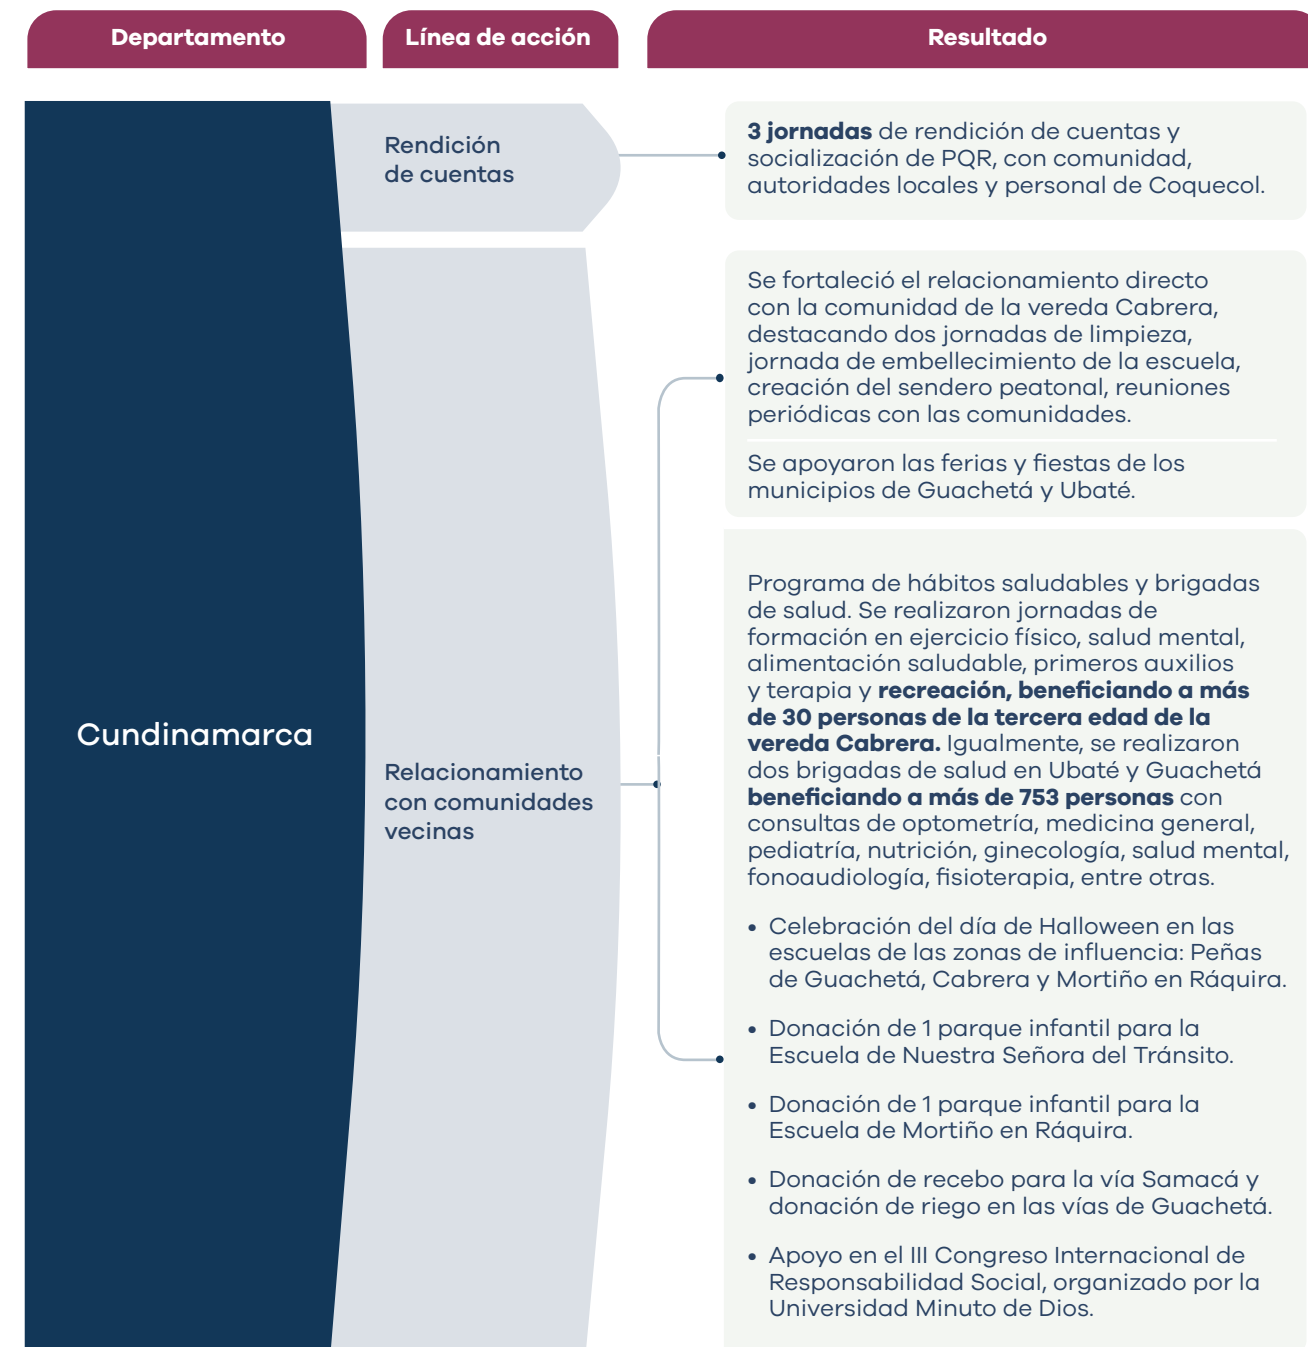 Departamento
Línea de acción
Resultado
Cundinamarca
Rendición
de cuentas
3 jornadas de rendición de cuentas y
socialización de PQR, con comunidad,
autoridades locales y personal de Coquecol.
Relacionamiento
con comunidades
vecinas
Se fortaleció el relacionamiento directo
con la comunidad de la vereda Cabrera,
destacando dos jornadas de limpieza,
jornada de embellecimiento de la escuela,
creación del sendero peatonal, reuniones
periódicas con las comunidades.
Se apoyaron las ferias y fiestas de los
municipios de Guachetá y Ubaté.
Programa de hábitos saludables y brigadas
de salud. Se realizaron jornadas de
formación en ejercicio físico, salud mental,
alimentación saludable, primeros auxilios
y terapia y recreación, beneficiando a más
de 30 personas de la tercera edad de la
vereda Cabrera. Igualmente, se realizaron
dos brigadas de salud en Ubaté y Guachetá
beneficiando a más de 753 personas con
consultas de optometría, medicina general,
pediatría, nutrición, ginecología, salud mental,
fonoaudiología, fisioterapia, entre otras.
• Celebración del día de Halloween en las
escuelas de las zonas de influencia: Peñas
de Guachetá, Cabrera y Mortiño en Ráquira.
• Donación de 1 parque infantil para la
Escuela de Nuestra Señora del Tránsito.
• Donación de 1 parque infantil para la
Escuela de Mortiño en Ráquira.
• Donación de recebo para la vía Samacá y
donación de riego en las vías de Guachetá.
• Apoyo en el III Congreso Internacional de
Responsabilidad Social, organizado por la
Universidad Minuto de Dios.